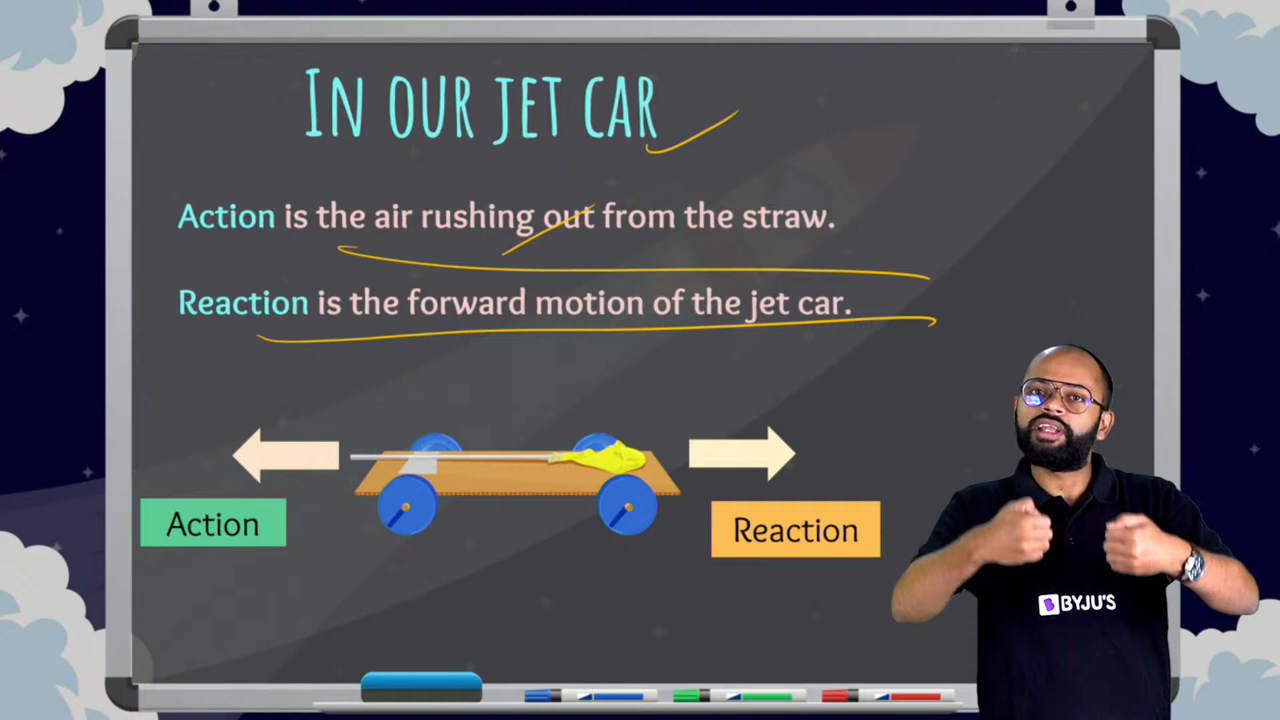 In our jet car
Action is the air rushing out from the straw.
Reaction is the forward motion of the jet car.
Action
Reaction
BYJU'S